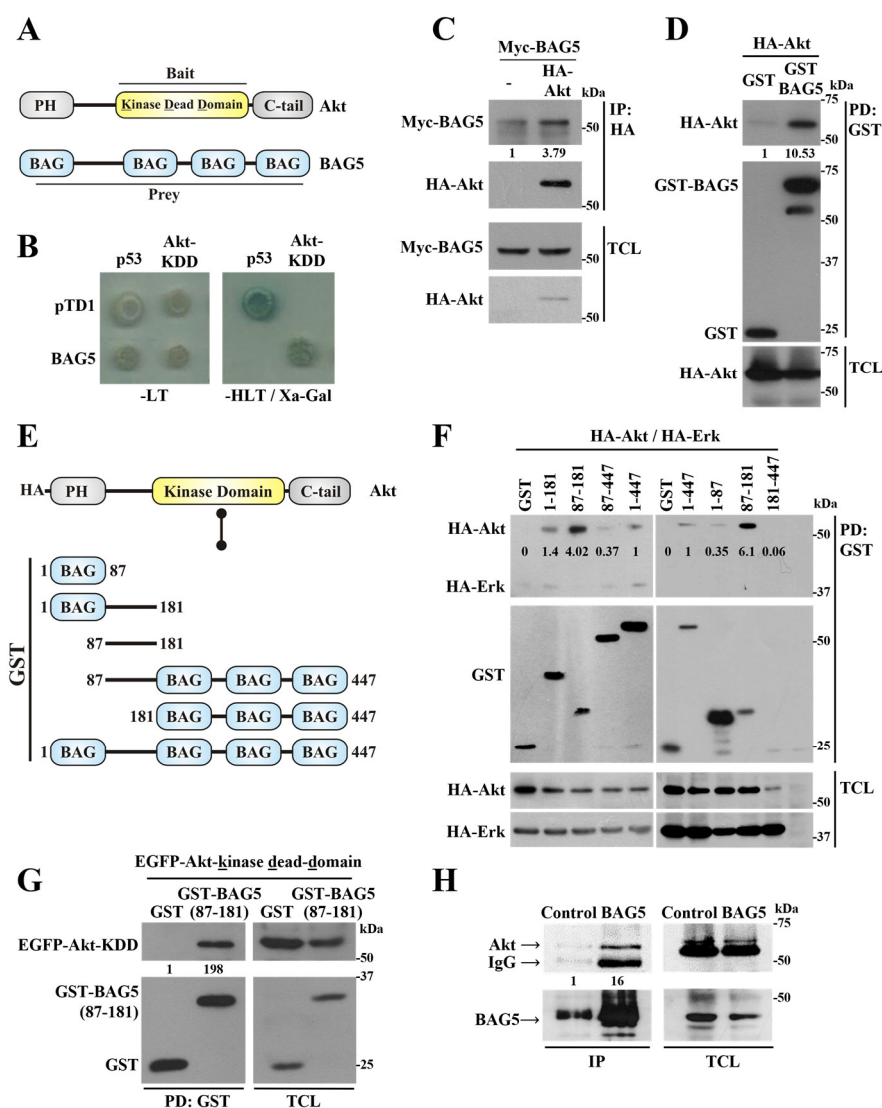 A
Bait
PH
Kinase Dead Domain
C-tail
Akt
BAG
BAG
BAG
BAG
BAG5
Prey
B
p53
Akt-
KDD
p53
Akt-
KDD
pTD1
BAG5
-LT
-HLT / Xa-Gal
C
Myc-BAG5
-
HA-
Akt
kDa
Myc-BAG5
-50
IP:
HA
1
3.79
HA-Akt
-50
Myc-BAG5
-50
TCL
HA-Akt
-50
D
HA-Akt
GST
GST
BAG5
kDa
-75
HA-Akt
-50
PD:
GST
1
10.53
-75
GST-BAG5
-50
-37
GST
-25
-75
HA-Akt
-50
TCL
E
HA
PH
Kinase Domain
C-tail
Akt
GST
1
BAG
87
1
BAG
181
87
181
87
BAG
BAG
BAG
447
181
BAG
BAG
BAG
447
1
BAG
BAG
BAG
BAG
447
F
HA-Akt / HA-Erk
GST
1-181
87-181
87-447
1-447
GST
1-447
1-87
87-181
181-447
kDa
HA-Akt
-50
PD:
GST
0
1.4
4.02
0.37
1
0
1
0.35
6.1
0.06
HA-Erk
-37
GST
-50
-25
HA-Akt
-50
TCL
HA-Erk
-37
G
EGFP-Akt-kinase dead-domain
GST
GST-BAG5
(87-181)
GST
GST-BAG5
(87-181)
kDa
EGFP-Akt-KDD
-50
1
198
-37
GST-BAG5
(87-181)
GST
-25
PD: GST
TCL
H
Control
BAG5
Control
BAG5
kDa
-75
Akt
IgG
-50
1
16
-50
BAG5
IP
TCL